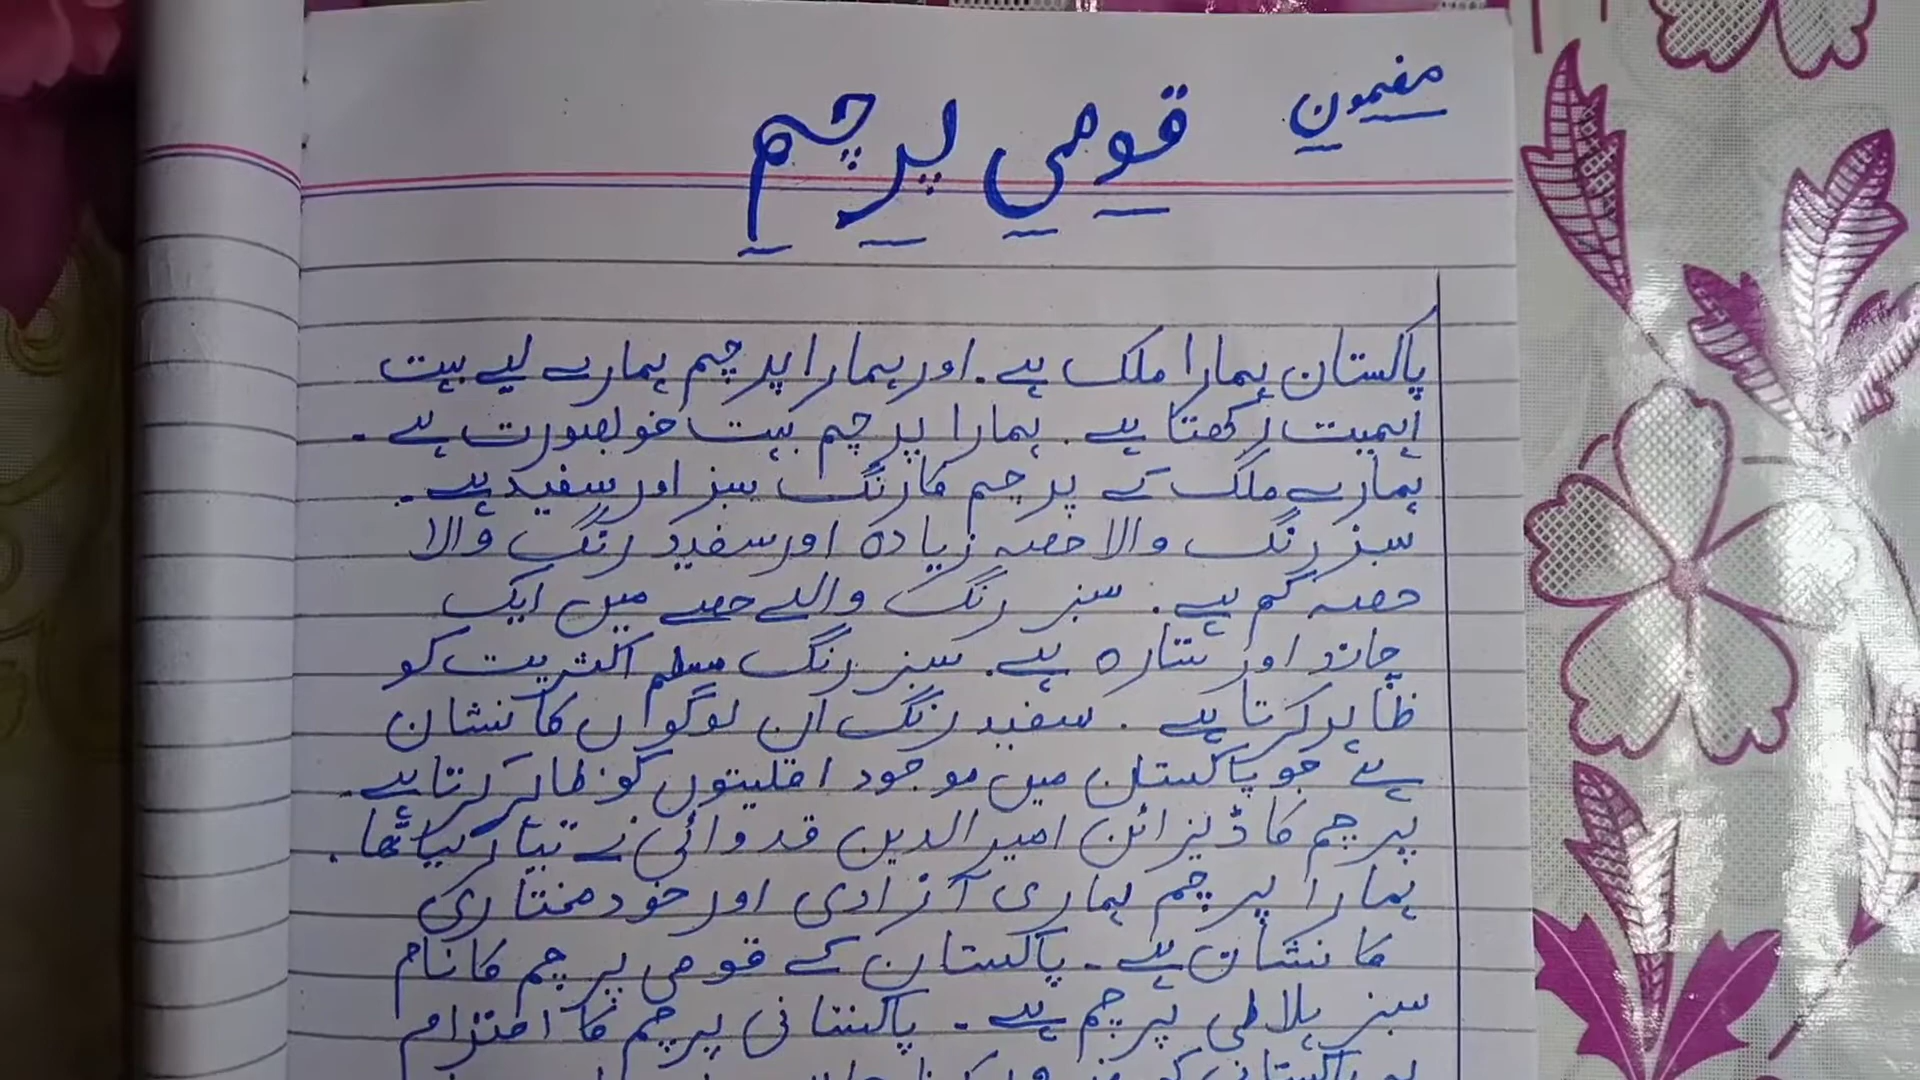 مضمون
قومی پرچم
پاکستان ہمارا ملک ہے۔ اور ہمارا پرچم ہمارے لیے بہت
اہمیت رکھتا ہے۔ ہمارا پرچم بہت خوبصورت ہے۔
ہمارے ملک کے پرچم کا رنگ سبز اور سفید ہے۔
سبز رنگ والا حصہ زیادہ اور سفید رنگ والا
حصہ کم ہے۔ سبز رنگ والے حصے میں ایک
چاند اور ستارہ ہے۔ سبز رنگ مسلم اکثریت کو
ظاہر کرتا ہے۔ سفید رنگ ان لوگوں کا نشان
ہے جو پاکستان میں موجود اقلیتوں کو ظاہر کرتا ہے۔
پرچم کا ڈیزائن امیر الدین قدوائی نے تیار کیا تھا۔
ہمارا پرچم ہماری آزادی اور خود مختاری
کا نشان ہے۔ پاکستان کے قومی پرچم کا نام
سبز ہلالی پرچم ہے۔ پاکستانی پرچم کا احترام
ہر پاکستانی کو